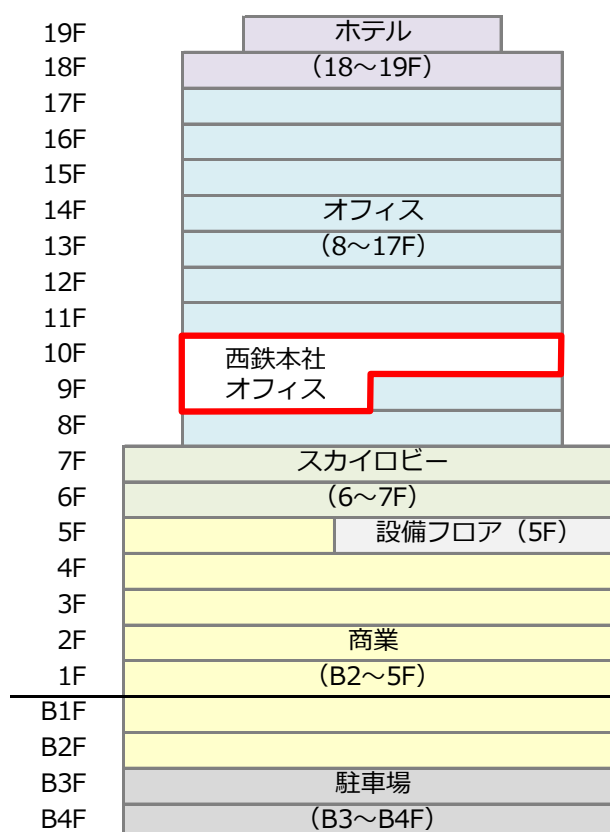 19F ホテル
18F （18～19F）
17F
16F
15F
14F オフィス
13F （8～17F）
12F
11F
10F 西鉄本社
9F オフィス
8F
7F スカイロビー
6F （6～7F）
5F 設備フロア（5F）
4F
3F
2F 商業
1F （B2～5F）
B1F
B2F
B3F 駐車場
B4F （B3～B4F）